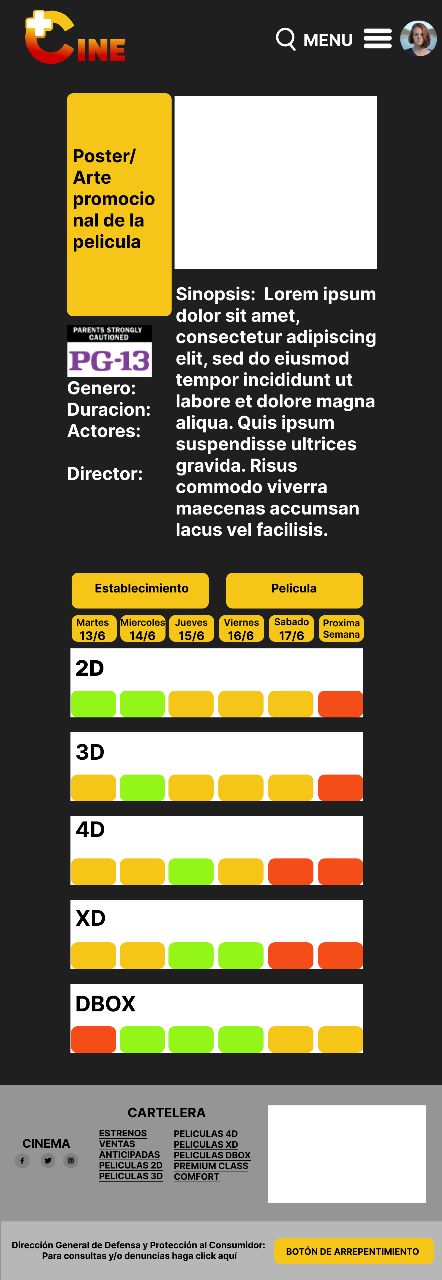 CINE
MENU
Poster/
Arte
promocio
nal de la
pelicula
PARENTS STRONGLY
CAUTIONED
PG-13
Genero:
Duracion:
Actores:
Director:
Sinopsis: Lorem ipsum
dolor sit amet,
consectetur adipiscing
elit, sed do eiusmod
tempor incididunt ut
labore et dolore magna
aliqua. Quis ipsum
suspendisse ultrices
gravida. Risus
commodo viverra
maecenas accumsan
lacus vel facilisis.
Establecimiento
Pelicula
Martes
13/6
Miercoles
14/6
Jueves
15/6
Viernes
16/6
Sabado
17/6
Proxima
Semana
2D
3D
4D
XD
DBOX
CINEMA
CARTELERA
ESTRENOS
VENTAS
ANTICIPADAS
PELICULAS 2D
PELICULAS 3D
PELICULAS 4D
PELICULAS XD
PELICULAS DBOX
PREMIUM CLASS
COMFORT
Dirección General de Defensa y Protección al Consumidor:
Para consultas y/o denuncias haga click aquí
BOTÓN DE ARREPENTIMIENTO